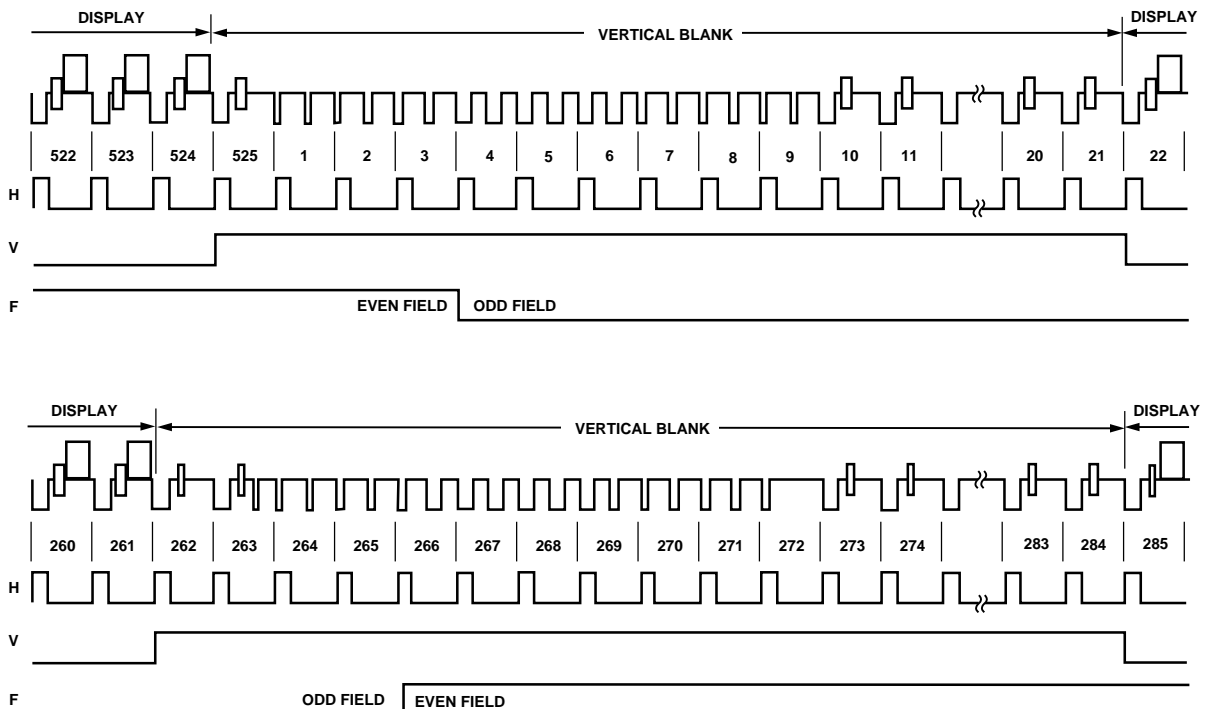 DISPLAY VERTICAL BLANK DISPLAY
522 523 524 525 1 2 3 4 5 6 7 8 9 10 11 20 21 22
H
V
F EVEN FIELD ODD FIELD
DISPLAY VERTICAL BLANK DISPLAY
260 261 262 263 264 265 266 267 268 269 270 271 272 273 274 283 284 285
H
V
F ODD FIELD EVEN FIELD